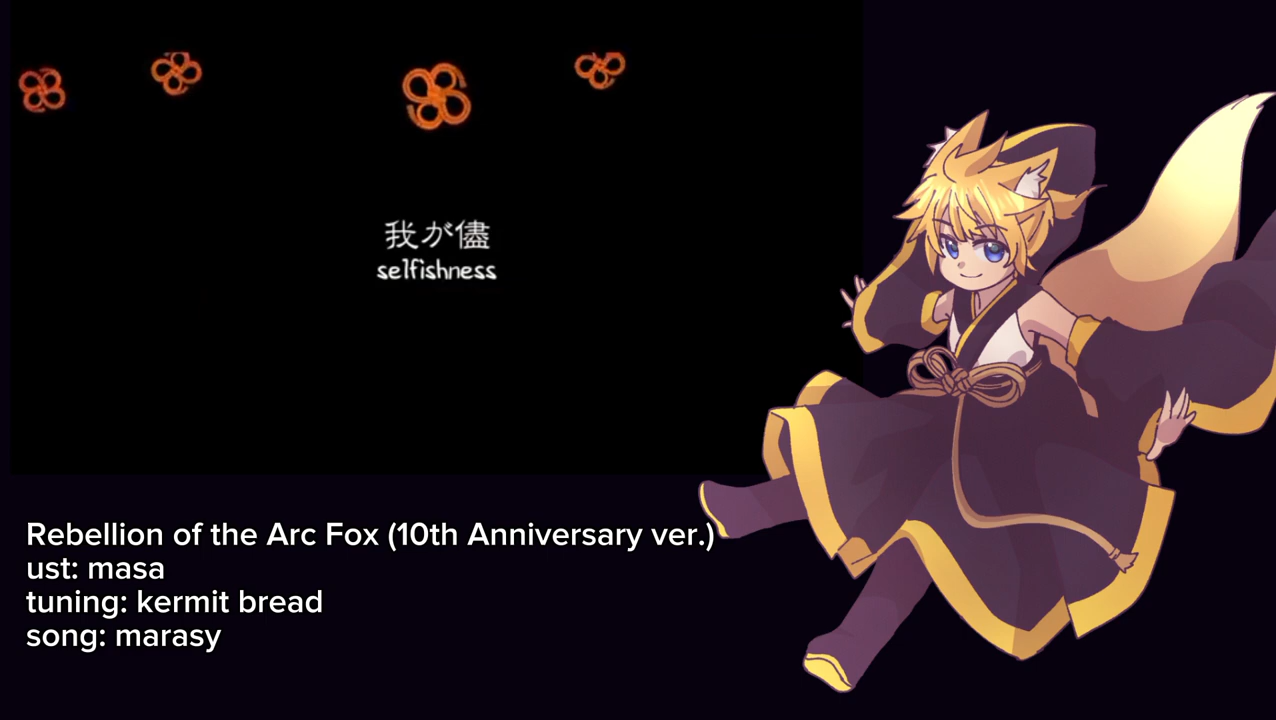 我が儘
selfishness
Rebellion of the Arc Fox (10th Anniversary ver.)
ust: masa
tuning: kermit bread
song: marasy